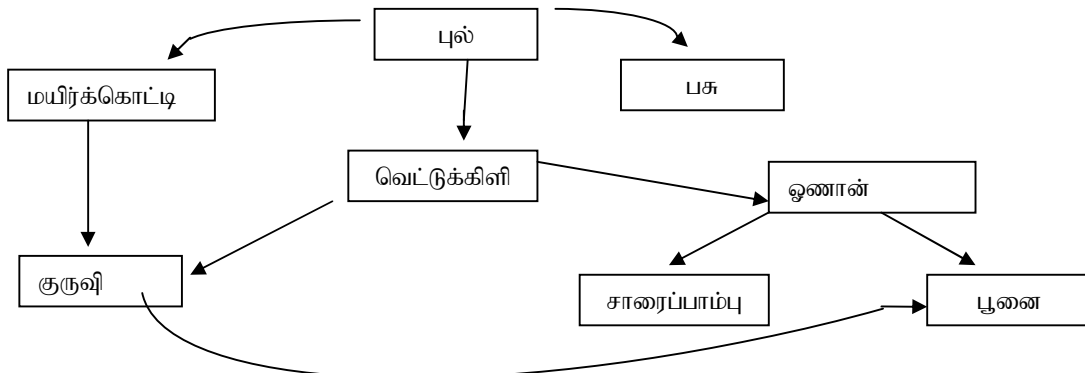 புல்
மயிர்க்கொட்டி
பசு
வெட்டுக்கிளி
ஓணான்
குருவி
சாரைப்பாம்பு
பூனை